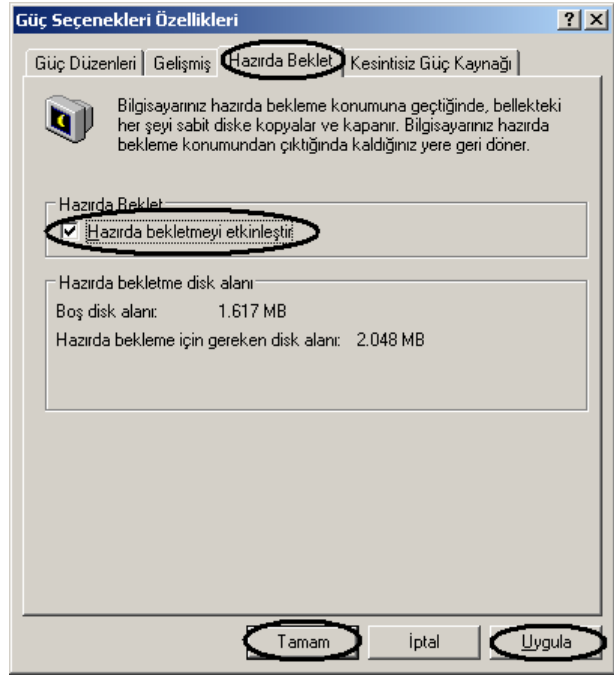 Güç Seçenekleri Özellikleri
Güç Düzenleri Gelişmiş Hazırda Beklet Kesintisiz Güç Kaynağı
Bilgisayarınız hazırda bekleme konumuna geçtiğinde, bellekteki
her şeyi sabit diske kopyalar ve kapanır. Bilgisayarınız hazırda
bekleme konumundan çıktığında kaldığınız yere geri döner.
Hazırda Beklet
Hazırda bekletmeyi etkinleştir
Hazırda bekletme disk alanı
Boş disk alanı: 1.617 MB
Hazırda bekleme için gereken disk alanı: 2.048 MB
Tamam İptal Uygula